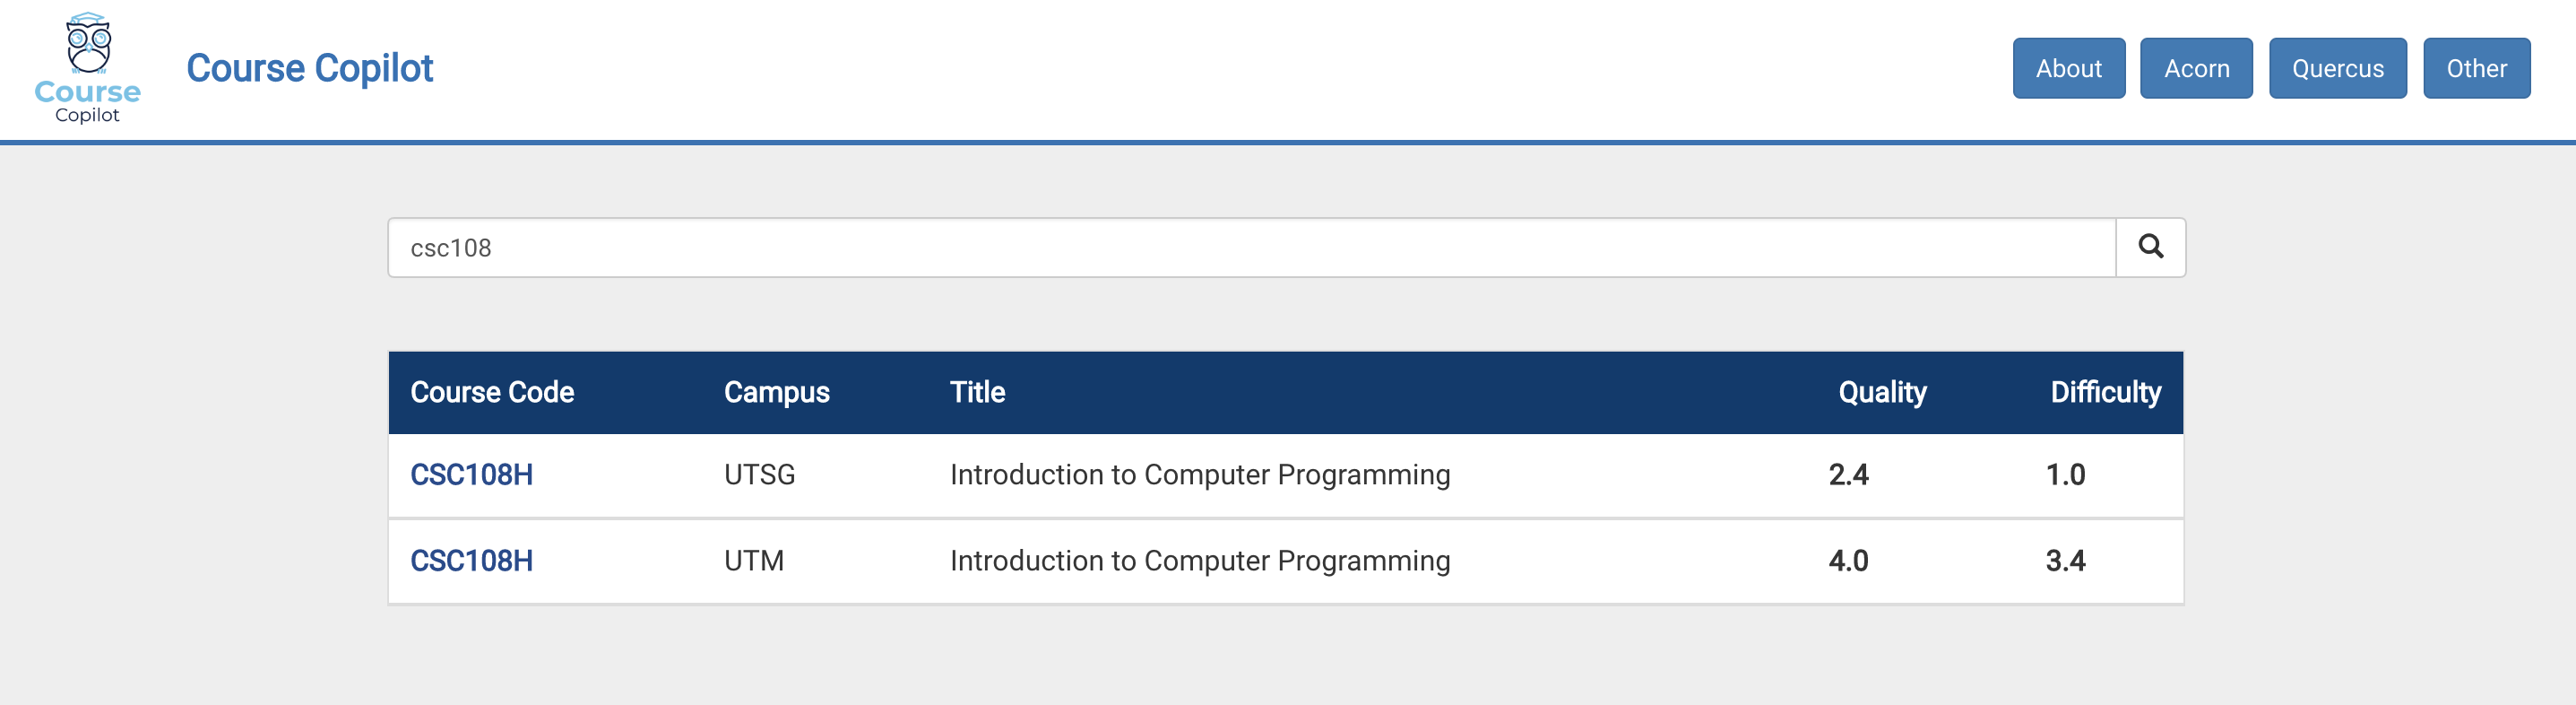 Course
Copilot
Course Copilot
About Acorn Quercus Other
csc108
Course Code Campus Title Quality Difficulty
CSC108H UTSG Introduction to Computer Programming 2.4 1.0
CSC108H UTM Introduction to Computer Programming 4.0 3.4